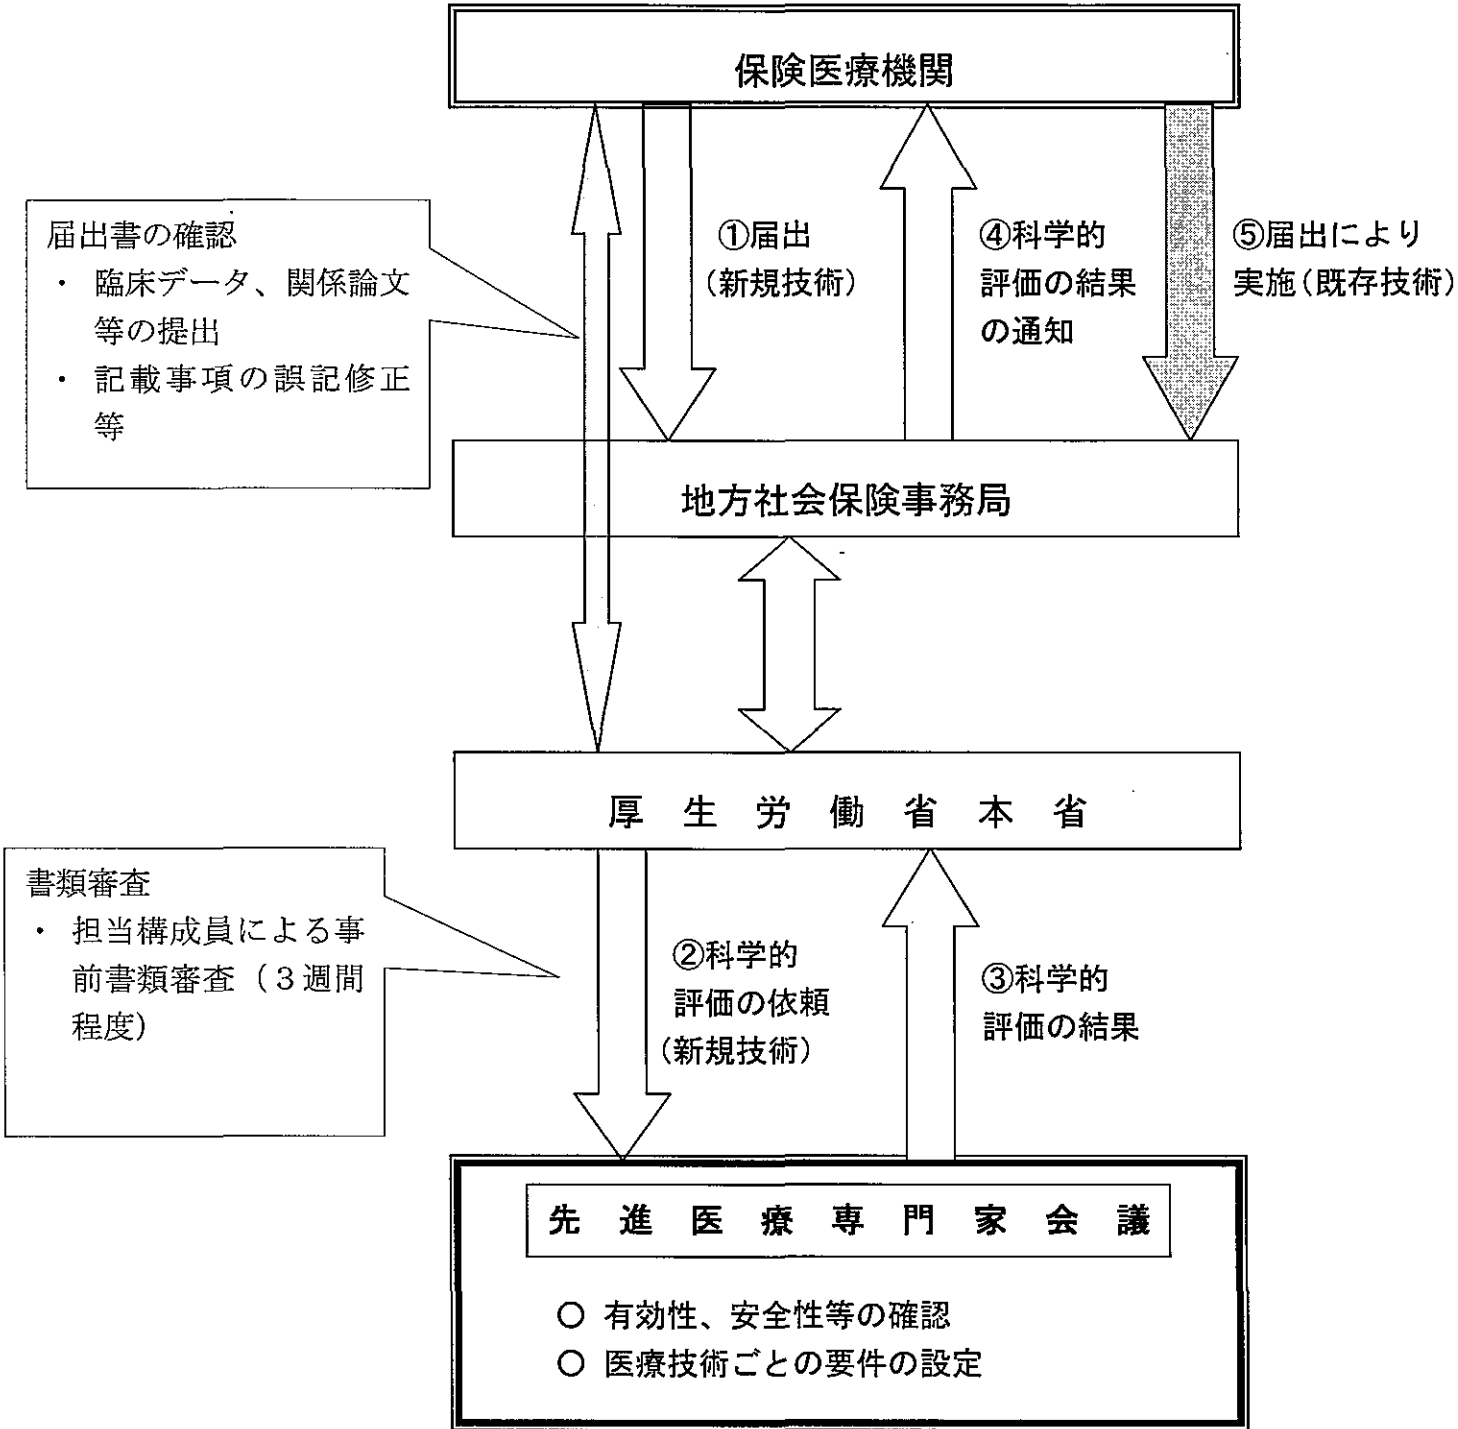 保険医療機関
届出書の確認
・ 臨床データ、関係論文
等の提出
・ 記載事項の誤記修正
等
①届出
(新規技術)
④科学的
評価の結果
の通知
⑤届出により
実施(既存技術)
地方社会保険事務局
厚生労働省本省
書類審査
・ 担当構成員による事
前書類審査（３週間
程度）
②科学的
評価の依頼
(新規技術)
③科学的
評価の結果
先進医療専門家会議
○ 有効性、安全性等の確認
○ 医療技術ごとの要件の設定